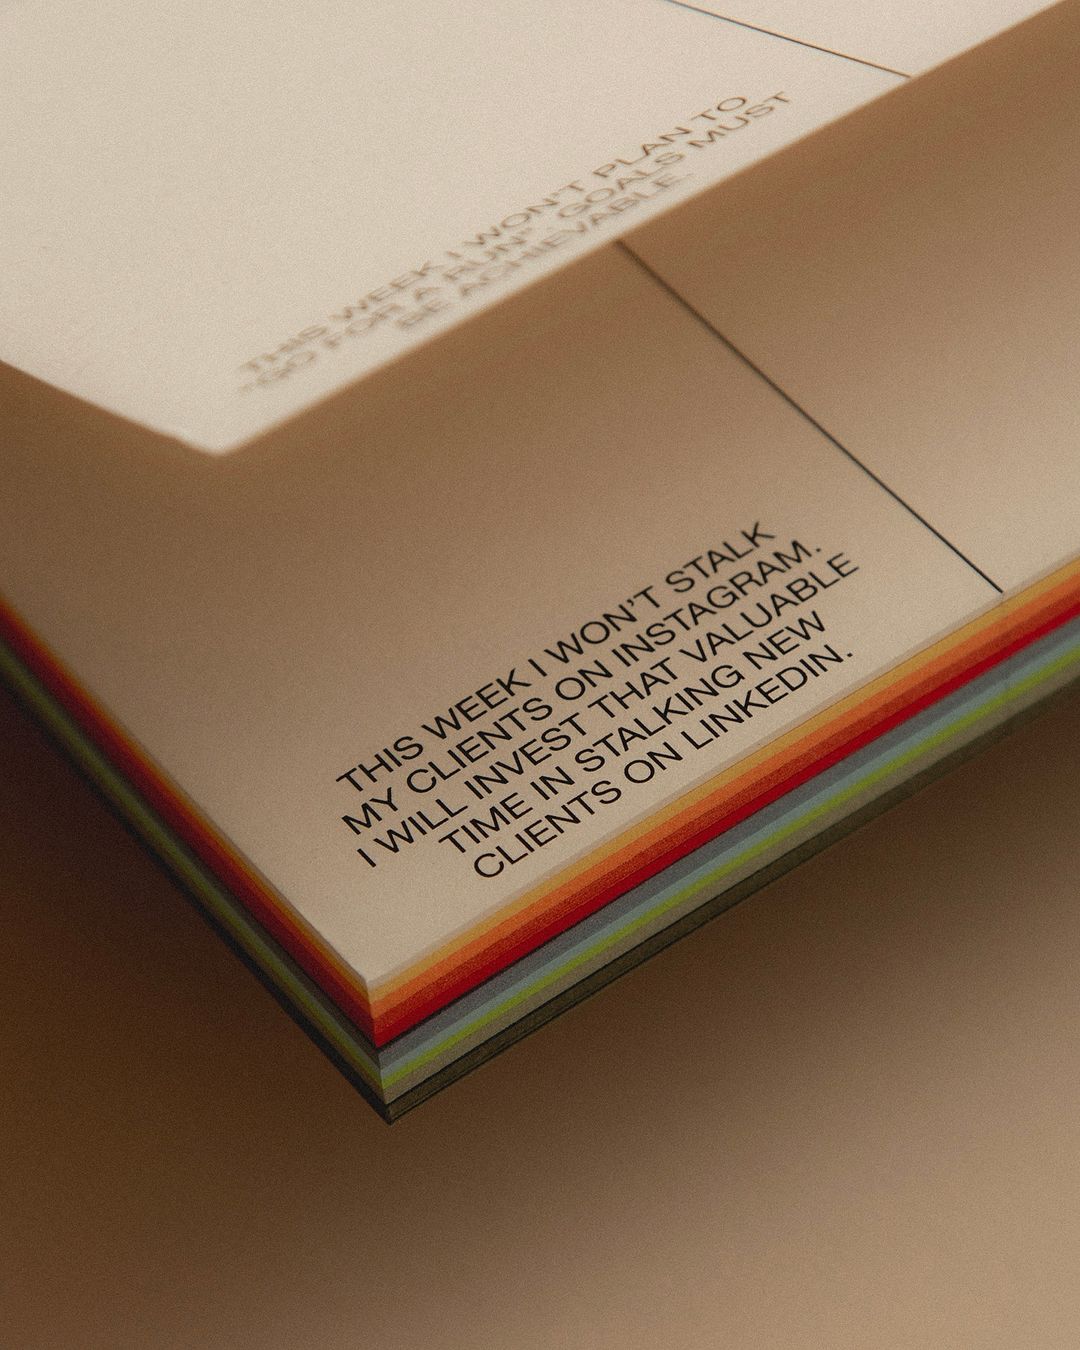 THIS WEEK I WON'T PLAN TO
"GO FOR A RUN". GOALS MUST
BE ACHIEVABLE.
THIS WEEK I WON'T STALK
MY CLIENTS ON INSTAGRAM.
I WILL INVEST THAT VALUABLE
TIME IN STALKING NEW
CLIENTS ON LINKEDIN.